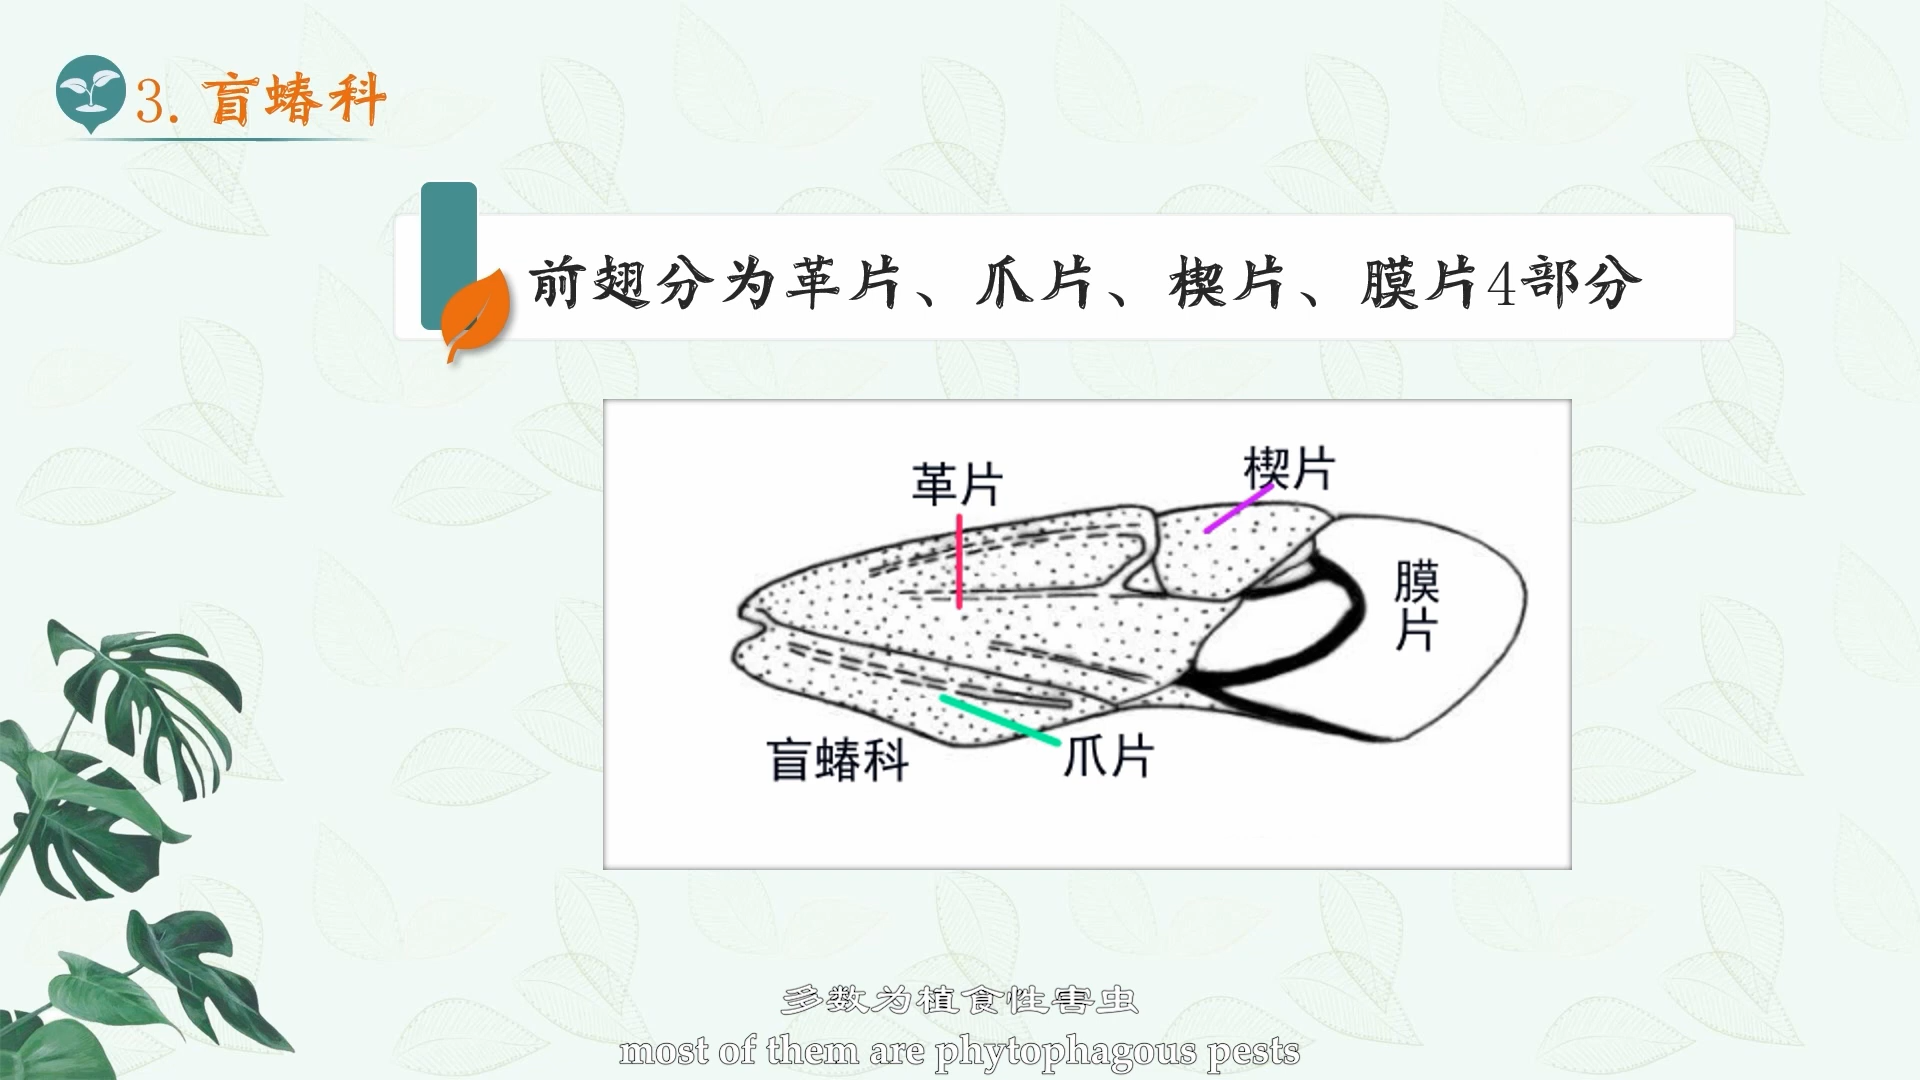 3. 盲蝽科
前翅分为革片、爪片、楔片、膜片4部分
革片
楔片
膜片
盲蝽科
爪片
多数为植食性害虫
most of them are phytophagous pests